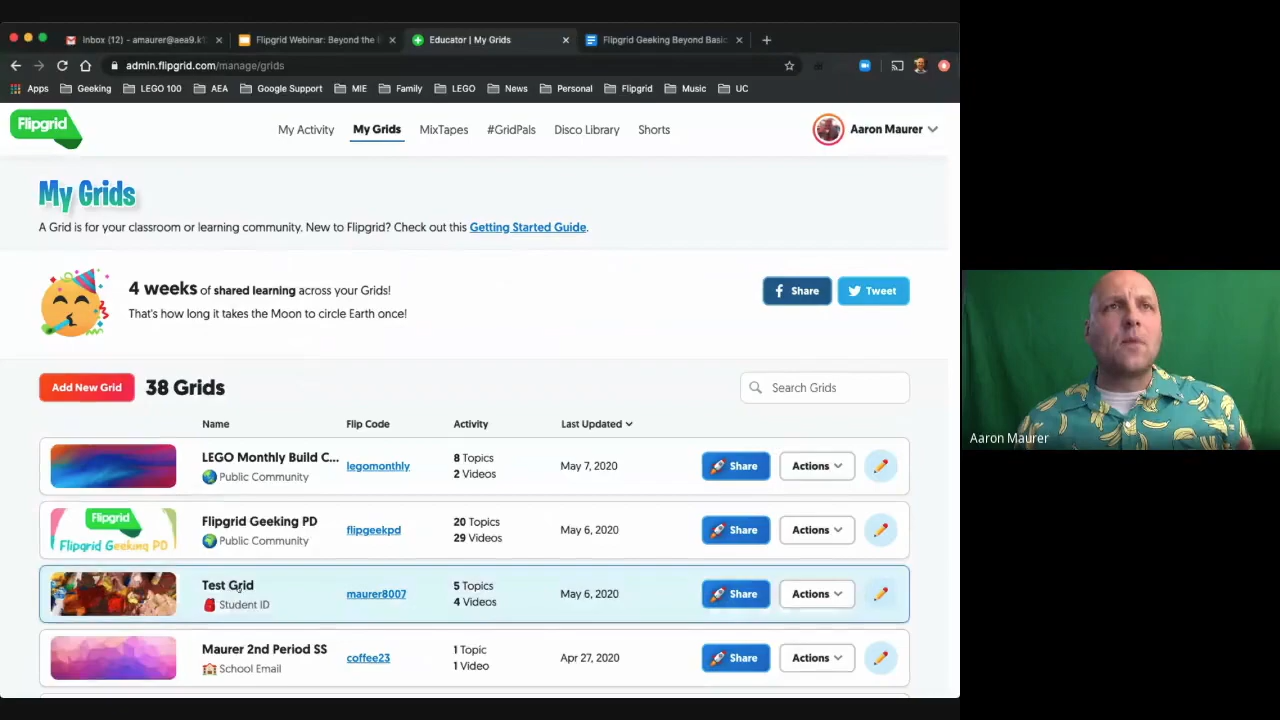 Inbox (12) - amaurer@aea9.k1
Flipgrid Webinar: Beyond the
Educator | My Grids
Flipgrid Geeking Beyond Basic
admin.flipgrid.com/manage/grids
Apps Geeking LEGO 100 AEA Google Support MIE Family LEGO News Personal Flipgrid Music UC
Flipgrid
My Activity My Grids MixTapes #GridPals Disco Library Shorts
Aaron Maurer
My Grids
A Grid is for your classroom or learning community. New to Flipgrid? Check out this Getting Started Guide.
4 weeks of shared learning across your Grids!
That's how long it takes the Moon to circle Earth once!
Share Tweet
Add New Grid 38 Grids Search Grids
Name Flip Code Activity Last Updated
LEGO Monthly Build C...
Public Community
legomonthly
8 Topics
2 Videos
May 7, 2020
Share Actions
Flipgrid
Flipgrid Geeking PD
Flipgrid Geeking PD
Public Community
flipgeekpd
20 Topics
29 Videos
May 6, 2020
Share Actions
Test Grid
Student ID
maurer8007
5 Topics
4 Videos
May 6, 2020
Share Actions
Maurer 2nd Period SS
School Email
coffee23
1 Topic
1 Video
Apr 27, 2020
Share Actions
Aaron Maurer